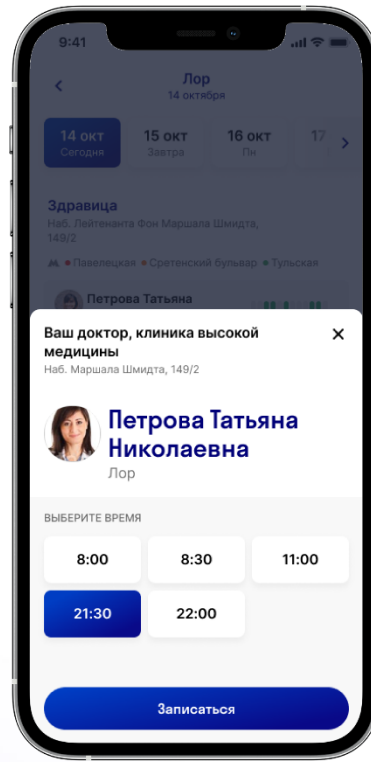 9:41
Лор
14 октября
14 окт
Сегодня
15 окт
Завтра
16 окт
Пн
17
Здравица
Наб. Лейтенанта Фон Маршала Шмидта,
149/2
Павелецкая Сретенский бульвар Тульская
Петрова Татьяна
Ваш доктор, клиника высокой
медицины
Наб. Маршала Шмидта, 149/2
Петрова Татьяна
Николаевна
Лор
ВЫБЕРИТЕ ВРЕМЯ
8:00
8:30
11:00
21:30
22:00
Записаться